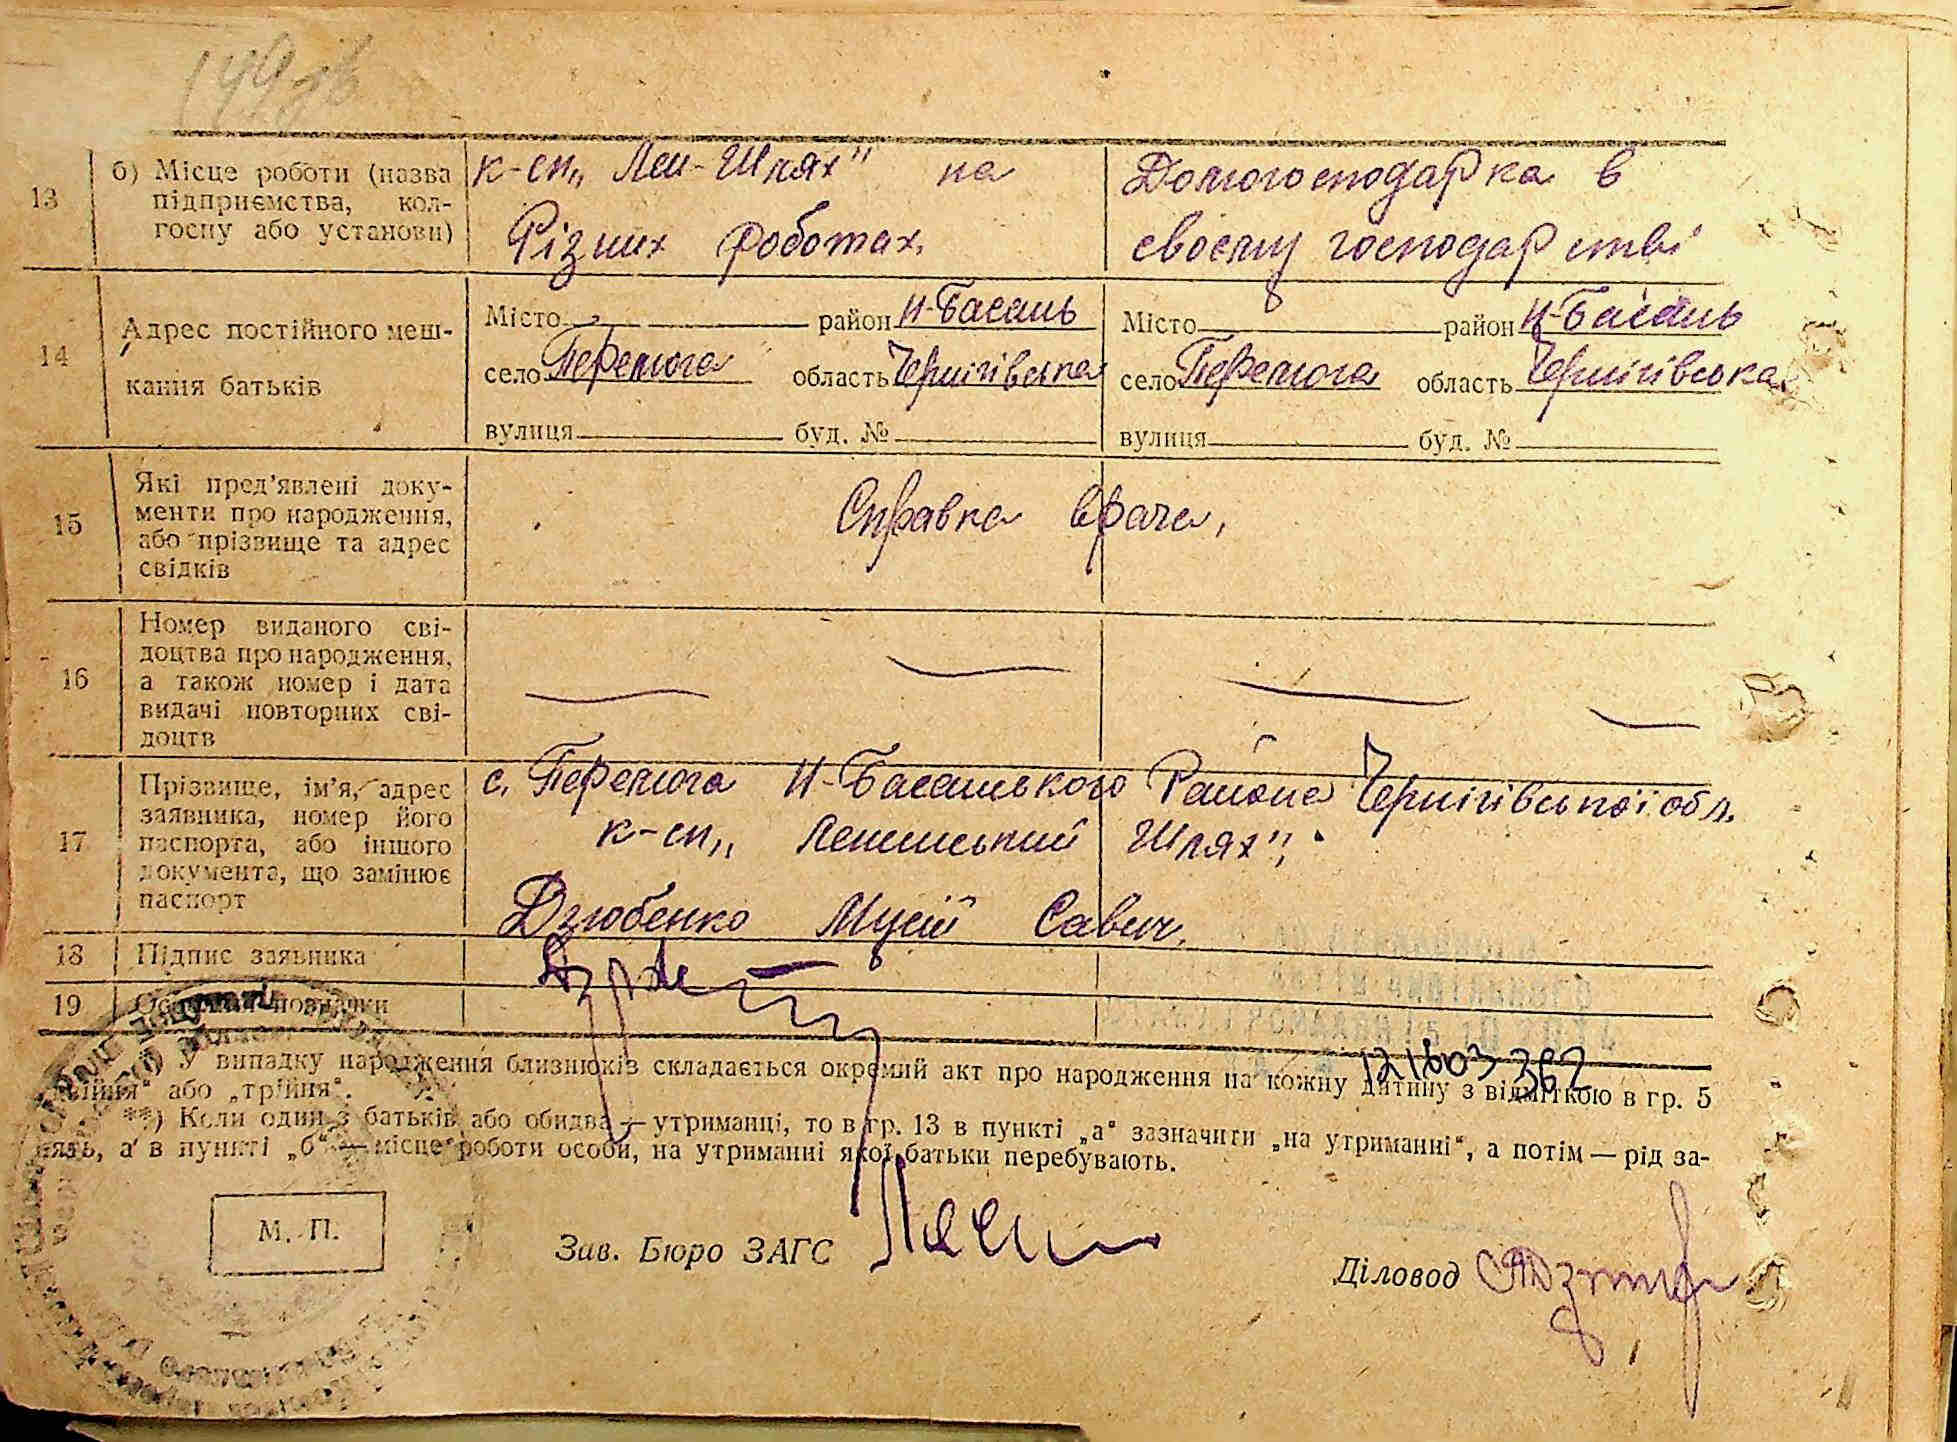 144 зв
13
б) Місце роботи (назва підприємства, колгоспу або установи)
к-сп „Лен-Шлях" на Різних роботах.
Домогосподарка в своєму господарстві
14
Адрес постійного мешкання батьків
Місто район Н-Басань
село Перемога область Чернігівська
вулиця буд. №
Місто район Н-Басань
село Перемога область Чернігівська
вулиця буд. №
15
Які пред'явлені документи про народження, або прізвище та адрес свідків
Справка врача,
16
Номер виданого свідоцтва про народження, а також номер і дата видачі повторних свідоцтв
17
Прізвище, ім'я, адрес заявника, номер його паспорта, або іншого документа, що замінює паспорт
с. Перемога Н-Басанського Району Чернігівської обл.
к-сп „Ленінський Шлях",
Дзюбенко Мусій Савич.
18 Підпис заявника
19 Особливі позначки
*) У випадку народження близнюків складається окремий акт про народження на кожну дитину з відміткою в гр. 5
„двійня" або „трійня".
**) Коли один з батьків або обидва — утриманці, то в гр. 13 в пункті „а" зазначити „на утриманні", а потім — рід за-
нять, а в пункті „б" — місце роботи особи, на утриманні якої батьки перебувають.
М. П.
Зав. Бюро ЗАГС
Діловод